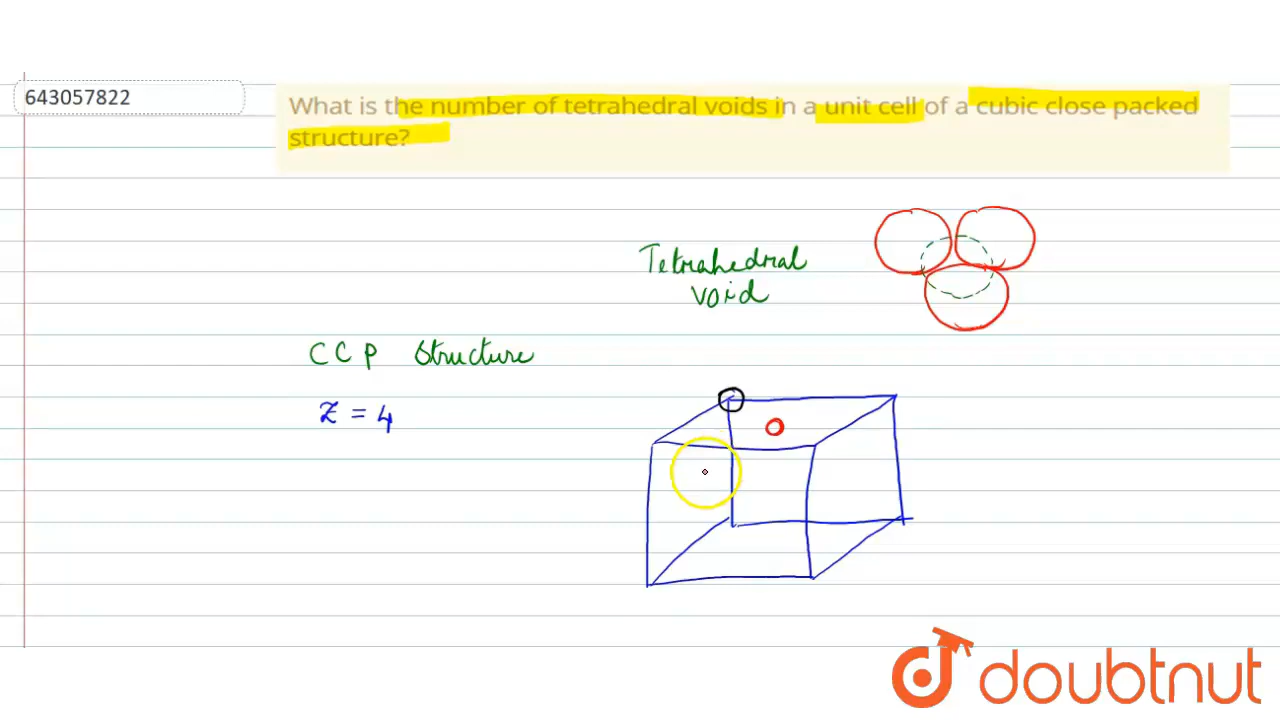 643057822
What is the number of tetrahedral voids in a unit cell of a cubic close packed
structure?
Tetrahedral
void
CCP Structure
Z = 4
doubtnut